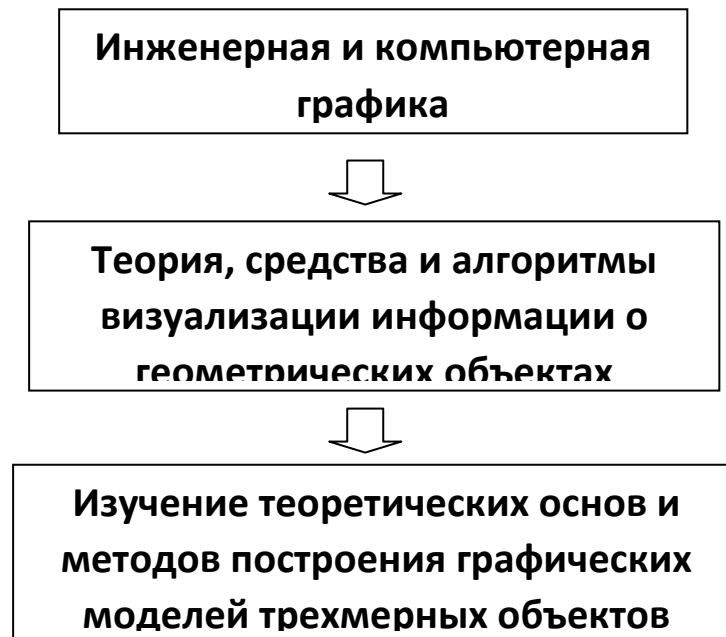 Инженерная и компьютерная
графика
Теория, средства и алгоритмы
визуализации информации о
геометрических объектах
Изучение теоретических основ и
методов построения графических
моделей трехмерных объектов